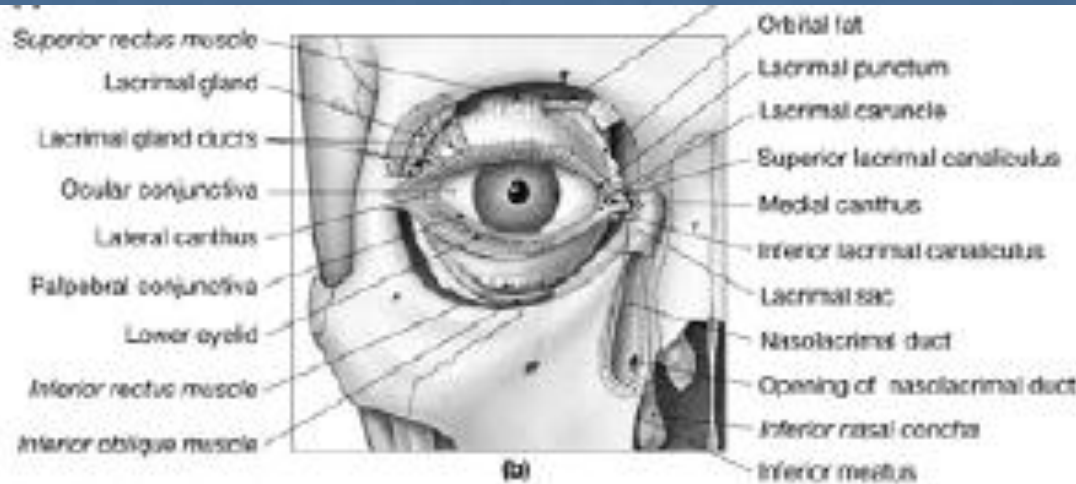 Superior rectus muscle
Lacrimal gland
Lacrimal gland ducts
Ocular conjunctiva
Lateral canthus
Palpebral conjunctiva
Lower eyelid
Inferior rectus muscle
Inferior oblique muscle
Orbital fat
Lacrimal punctum
Lacrimal caruncle
Superior lacrimal canaliculus
Medial canthus
Inferior lacrimal canaliculus
Lacrimal sac
Nasolacrimal duct
Opening of nasolacrimal duct
Inferior nasal concha
Inferior meatus
(b)